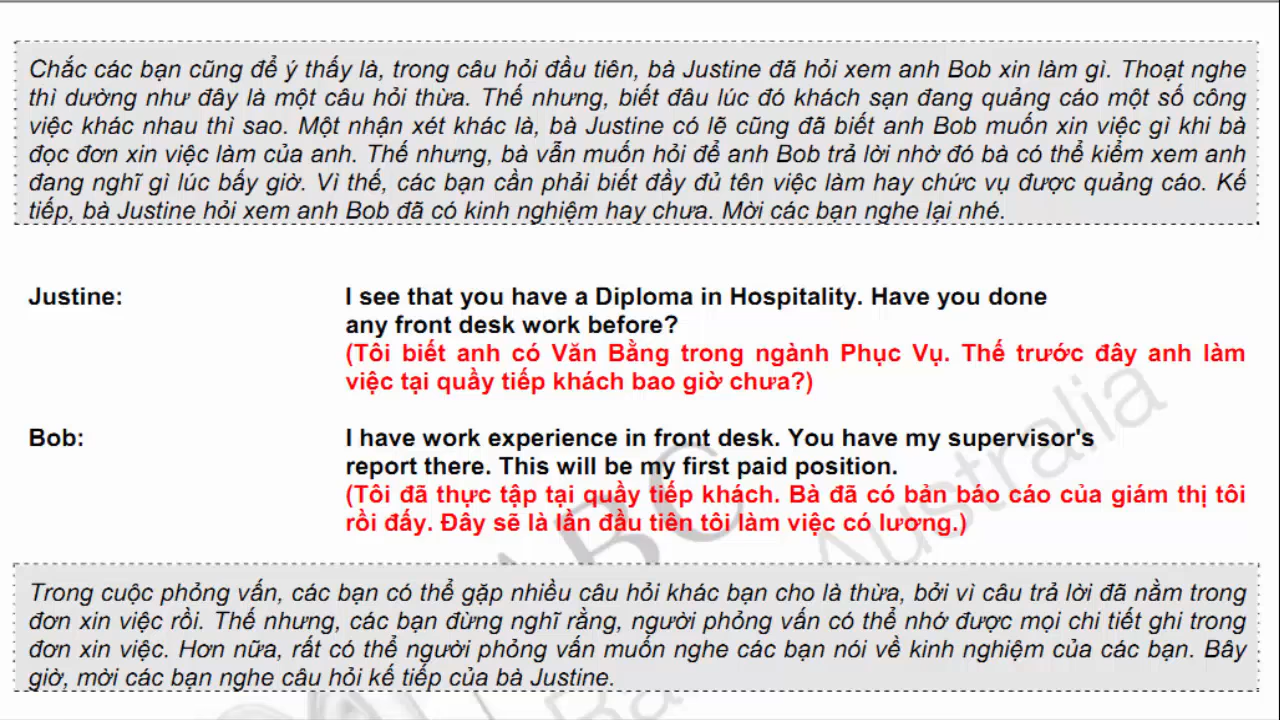 Chắc các bạn cũng để ý thấy là, trong câu hỏi đầu tiên, bà Justine đã hỏi xem anh Bob xin làm gì. Thoạt nghe
thì dường như đây là một câu hỏi thừa. Thế nhưng, biết đâu lúc đó khách sạn đang quảng cáo một số công
việc khác nhau thì sao. Một nhận xét khác là, bà Justine có lẽ cũng đã biết anh Bob muốn xin việc gì khi bà
đọc đơn xin việc làm của anh. Thế nhưng, bà vẫn muốn hỏi để anh Bob trả lời nhờ đó bà có thể kiểm xem anh
đang nghĩ gì lúc bấy giờ. Vì thế, các bạn cần phải biết đầy đủ tên việc làm hay chức vụ được quảng cáo. Kế
tiếp, bà Justine hỏi xem anh Bob đã có kinh nghiệm hay chưa. Mời các bạn nghe lại nhé.
Justine: I see that you have a Diploma in Hospitality. Have you done
any front desk work before?
(Tôi biết anh có Văn Bằng trong ngành Phục Vụ. Thế trước đây anh làm
việc tại quầy tiếp khách bao giờ chưa?)
Bob: I have work experience in front desk. You have my supervisor's
report there. This will be my first paid position.
(Tôi đã thực tập tại quầy tiếp khách. Bà đã có bản báo cáo của giám thị tôi
rồi đấy. Đây sẽ là lần đầu tiên tôi làm việc có lương.)
ABC
Australia
Trong cuộc phỏng vấn, các bạn có thể gặp nhiều câu hỏi khác bạn cho là thừa, bởi vì câu trả lời đã nằm trong
đơn xin việc rồi. Thế nhưng, các bạn đừng nghĩ rằng, người phỏng vấn có thể nhớ được mọi chi tiết ghi trong
đơn xin việc. Hơn nữa, rất có thể người phỏng vấn muốn nghe các bạn nói về kinh nghiệm của các bạn. Bây
giờ, mời các bạn nghe câu hỏi kế tiếp của bà Justine.